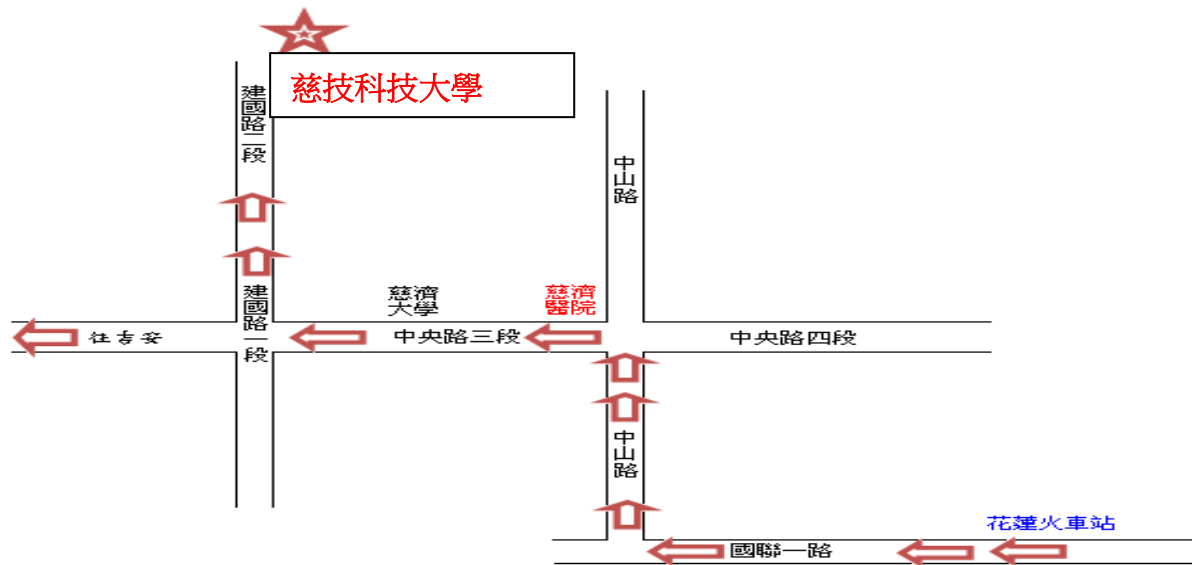 慈技科技大學
建國路二段
中山路
慈濟
大學
慈濟
醫院
建國路一段
往吉安
中央路三段
中央路四段
中山路
花蓮火車站
國聯一路